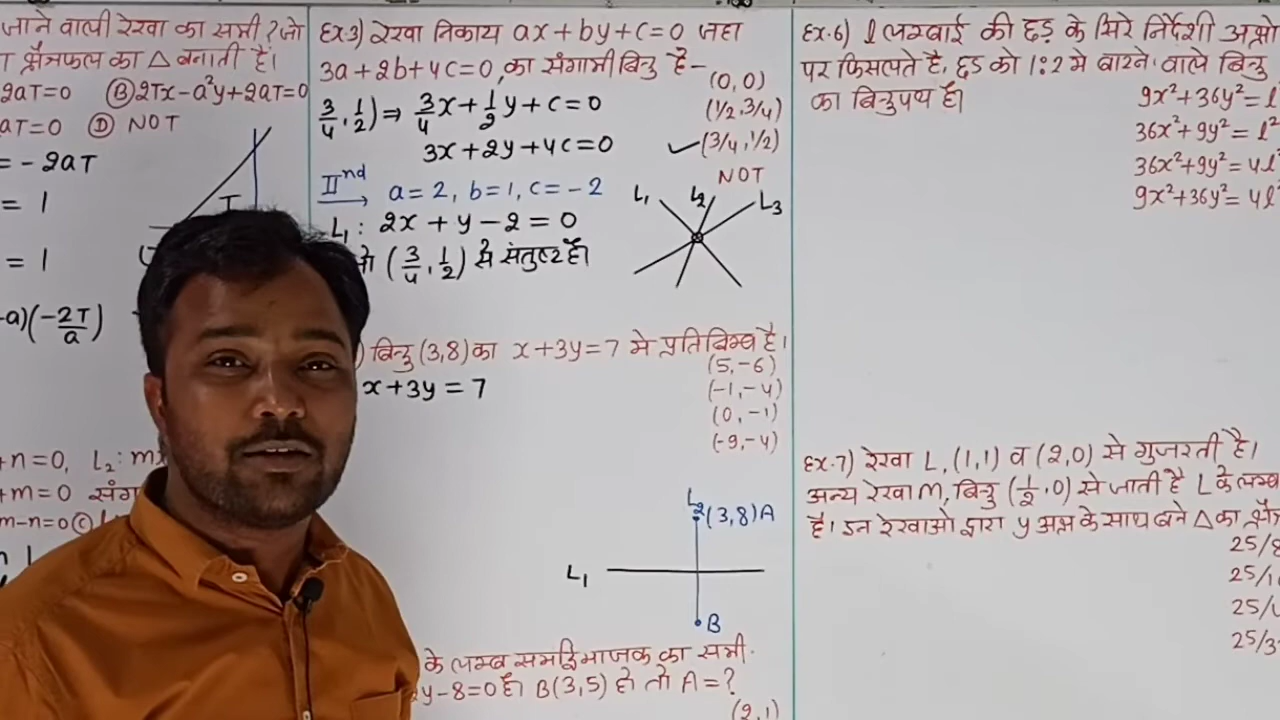 जाने वाली रेखा का समी? जो
क्षैत्रफल का △ बनाती है।
2aT=0 Ⓑ 2Tx-a²y+2aT=0
aT=0 Ⓓ NOT
= -2aT
= 1
T
= 1
-a)(-2T/a)
+n=0, L₂: mx
+m=0 संगा
m-n=0 Ⓒ
Ex.3) रेखा निकाय ax+by+c=0 जहा
3a+2b+4c=0, का संगामी बिन्दु है-
(0,0)
(1/2,3/4)
✓(3/4,1/2)
NOT
3/4, 1/2) ⇒ 3/4x + 1/2y + c = 0
3x+2y+4c=0
IInd → a=2, b=1, c=-2
L₁: 2x+y-2=0
जो (3/4, 1/2) से संतुष्ट है।
L₁ L₂ L₃
) बिन्दु (3,8) का x+3y=7 मे प्रतिबिम्ब है।
(5,-6)
x+3y=7
(-1,-4)
(0,-1)
(-9,-4)
L₂
(3,8)A
L₁
B
के लम्ब समद्विभाजक का समी.
y-8=0 है। B(3,5) हो तो A=?
(2,1)
Ex.6) l लम्बाई की छड़ के सिरे निर्देशी अक्षो
पर फिसलते है, छड को 1:2 मे बाटने वाले बिन्दु
का बिन्दुपथ है।
9x²+36y²=l
36x²+9y²=l²
36x²+9y²=4l²
9x²+36y²=4l²
Ex.7) रेखा L, (1,1) व (2,0) से गुजरती है।
अन्य रेखा M, बिन्दु (1/2,0) से जाती है L के लम्ब
है। इन रेखाओ द्वारा y अक्ष के साथ बने △ का क्षैत्र
25/8
25/1
25/
25/3